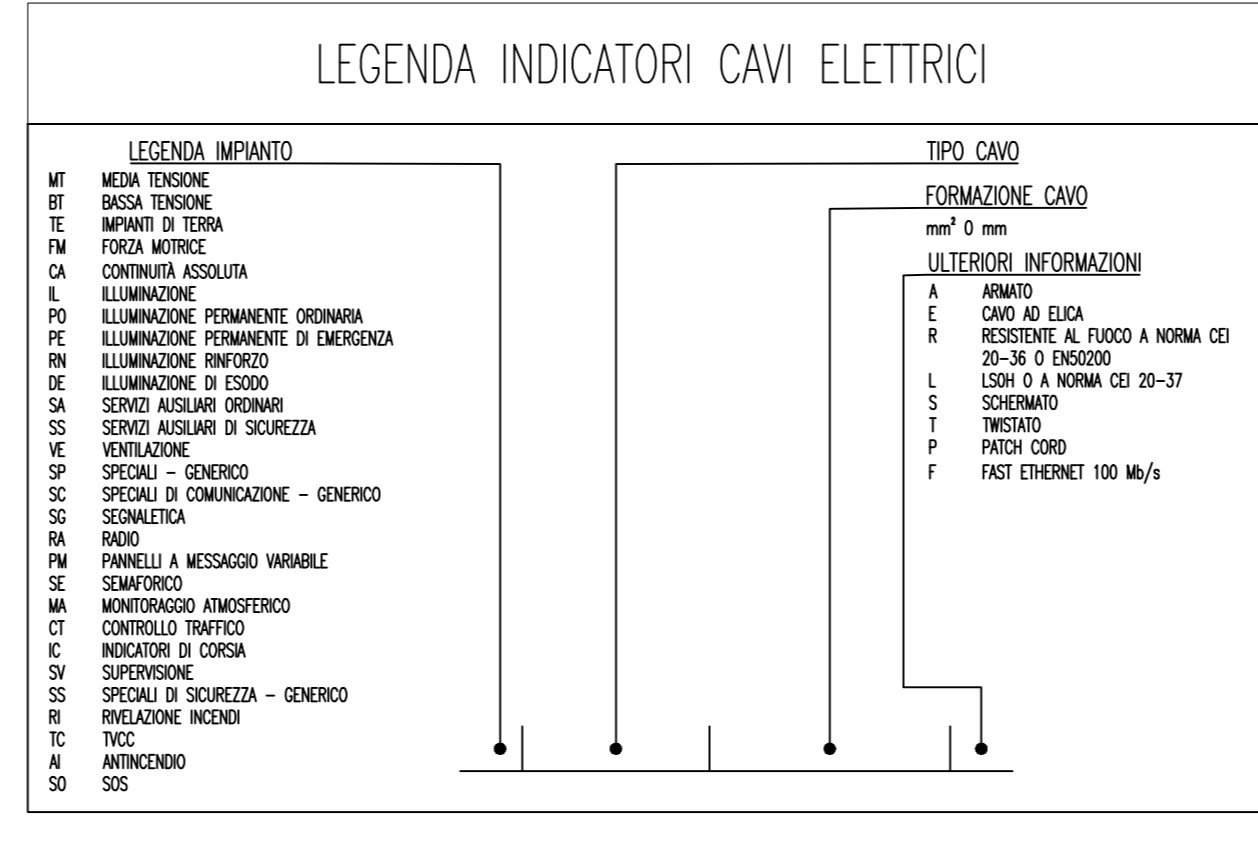 LEGENDA INDICATORI CAVI ELETTRICI
LEGENDA IMPIANTO
MT MEDIA TENSIONE
BT BASSA TENSIONE
TE IMPIANTI DI TERRA
FM FORZA MOTRICE
CA CONTINUITÀ ASSOLUTA
IL ILLUMINAZIONE
PO ILLUMINAZIONE PERMANENTE ORDINARIA
PE ILLUMINAZIONE PERMANENTE DI EMERGENZA
RN ILLUMINAZIONE RINFORZO
DE ILLUMINAZIONE DI ESODO
SA SERVIZI AUSILIARI ORDINARI
SS SERVIZI AUSILIARI DI SICUREZZA
VE VENTILAZIONE
SP SPECIALI – GENERICO
SC SPECIALI DI COMUNICAZIONE – GENERICO
SG SEGNALETICA
RA RADIO
PM PANNELLI A MESSAGGIO VARIABILE
SE SEMAFORICO
MA MONITORAGGIO ATMOSFERICO
CT CONTROLLO TRAFFICO
IC INDICATORI DI CORSIA
SV SUPERVISIONE
SS SPECIALI DI SICUREZZA – GENERICO
RI RIVELAZIONE INCENDI
TC TVCC
AI ANTINCENDIO
SO SOS
TIPO CAVO
FORMAZIONE CAVO
mm² O mm
ULTERIORI INFORMAZIONI
A ARMATO
E CAVO AD ELICA
R RESISTENTE AL FUOCO A NORMA CEI
20-36 O EN50200
L LSOH O A NORMA CEI 20-37
S SCHERMATO
T TWISTATO
P PATCH CORD
F FAST ETHERNET 100 Mb/s